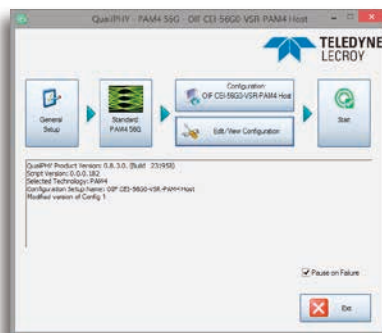 QualiPHY - PAM4 56G - OIF CEI-56G0-VSR-PAM4 Host
TELEDYNE
LECROY
General
Setup
Standard
PAM4 56G
Configuration
OIF CEI-56G0-VSR-PAM4 Host
Edit/View Configuration
Start
QualiPHY Product Version: 0.8.3.0. (Build
Script Version: 0.0.0.182
Selected Technology: PAM4
Configuration Setup Name: OIF CEI-56G0-VSR-PAM4 Host
Modified version of Config 1
Pause on Failure
Exit